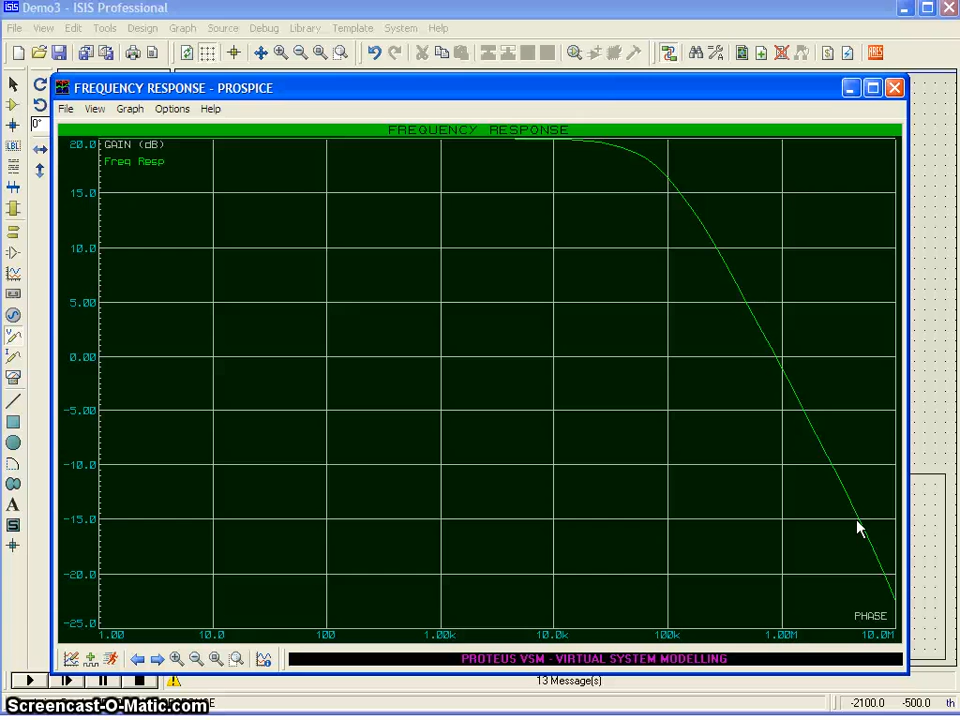 Demo3 - ISIS Professional
File View Edit Tools Design Graph Source Debug Library Template System Help
ARES
FREQUENCY RESPONSE - PROSPICE
File View Graph Options Help
FREQUENCY RESPONSE
0°
LBL
A
S
20.0
GAIN (dB)
Freq Resp
15.0
10.0
5.00
0.00
-5.00
-10.0
-15.0
-20.0
-25.0
PHASE
1.00 10.0 100 1.00k 10.0k 100k 1.00M 10.0M
PROTEUS VSM - VIRTUAL SYSTEM MODELLING
13 Message(s)
Screencast-O-Matic.com
-2100.0 -500.0 th